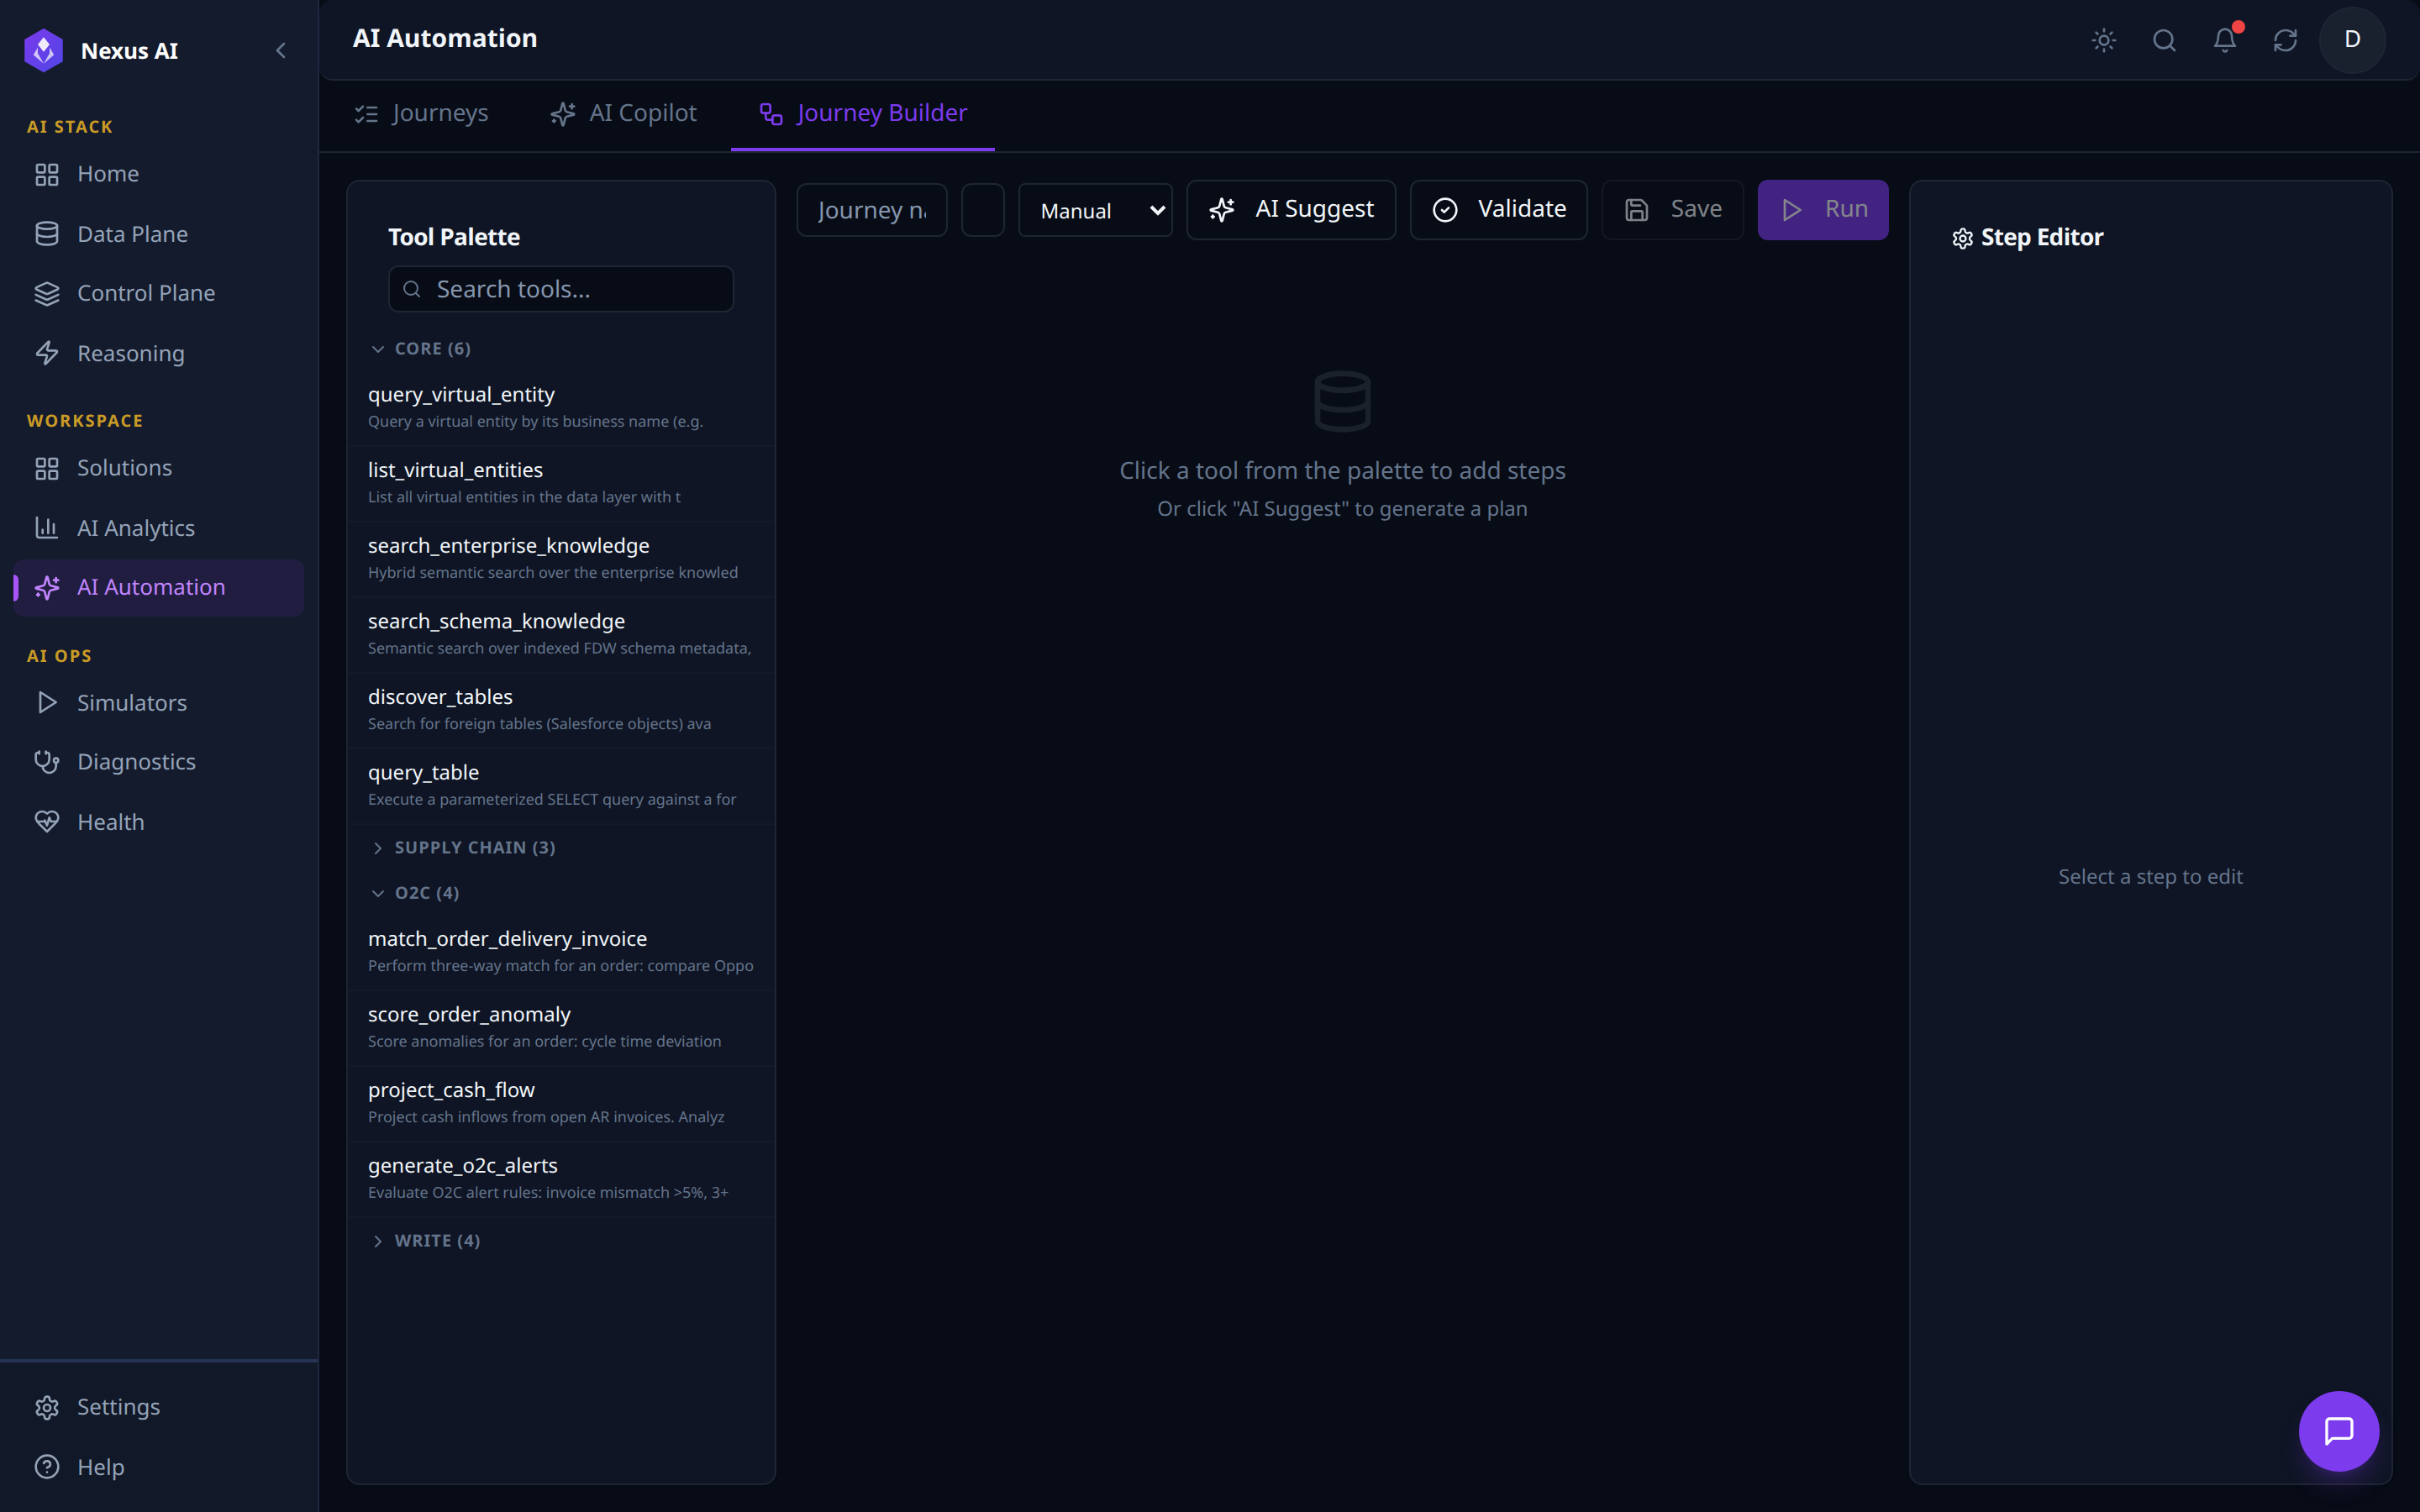 Nexus AI
AI STACK
Home
Data Plane
Control Plane
Reasoning
WORKSPACE
Solutions
AI Analytics
AI Automation
AI OPS
Simulators
Diagnostics
Health
Settings
Help
AI Automation
D
Journeys
AI Copilot
Journey Builder
Tool Palette
Search tools...
CORE (6)
query_virtual_entity
Query a virtual entity by its business name (e.g.
list_virtual_entities
List all virtual entities in the data layer with t
search_enterprise_knowledge
Hybrid semantic search over the enterprise knowled
search_schema_knowledge
Semantic search over indexed FDW schema metadata,
discover_tables
Search for foreign tables (Salesforce objects) ava
query_table
Execute a parameterized SELECT query against a for
SUPPLY CHAIN (3)
O2C (4)
match_order_delivery_invoice
Perform three-way match for an order: compare Oppo
score_order_anomaly
Score anomalies for an order: cycle time deviation
project_cash_flow
Project cash inflows from open AR invoices. Analyz
generate_o2c_alerts
Evaluate O2C alert rules: invoice mismatch >5%, 3+
WRITE (4)
Journey na
Manual
AI Suggest
Validate
Save
Run
Click a tool from the palette to add steps
Or click "AI Suggest" to generate a plan
Step Editor
Select a step to edit